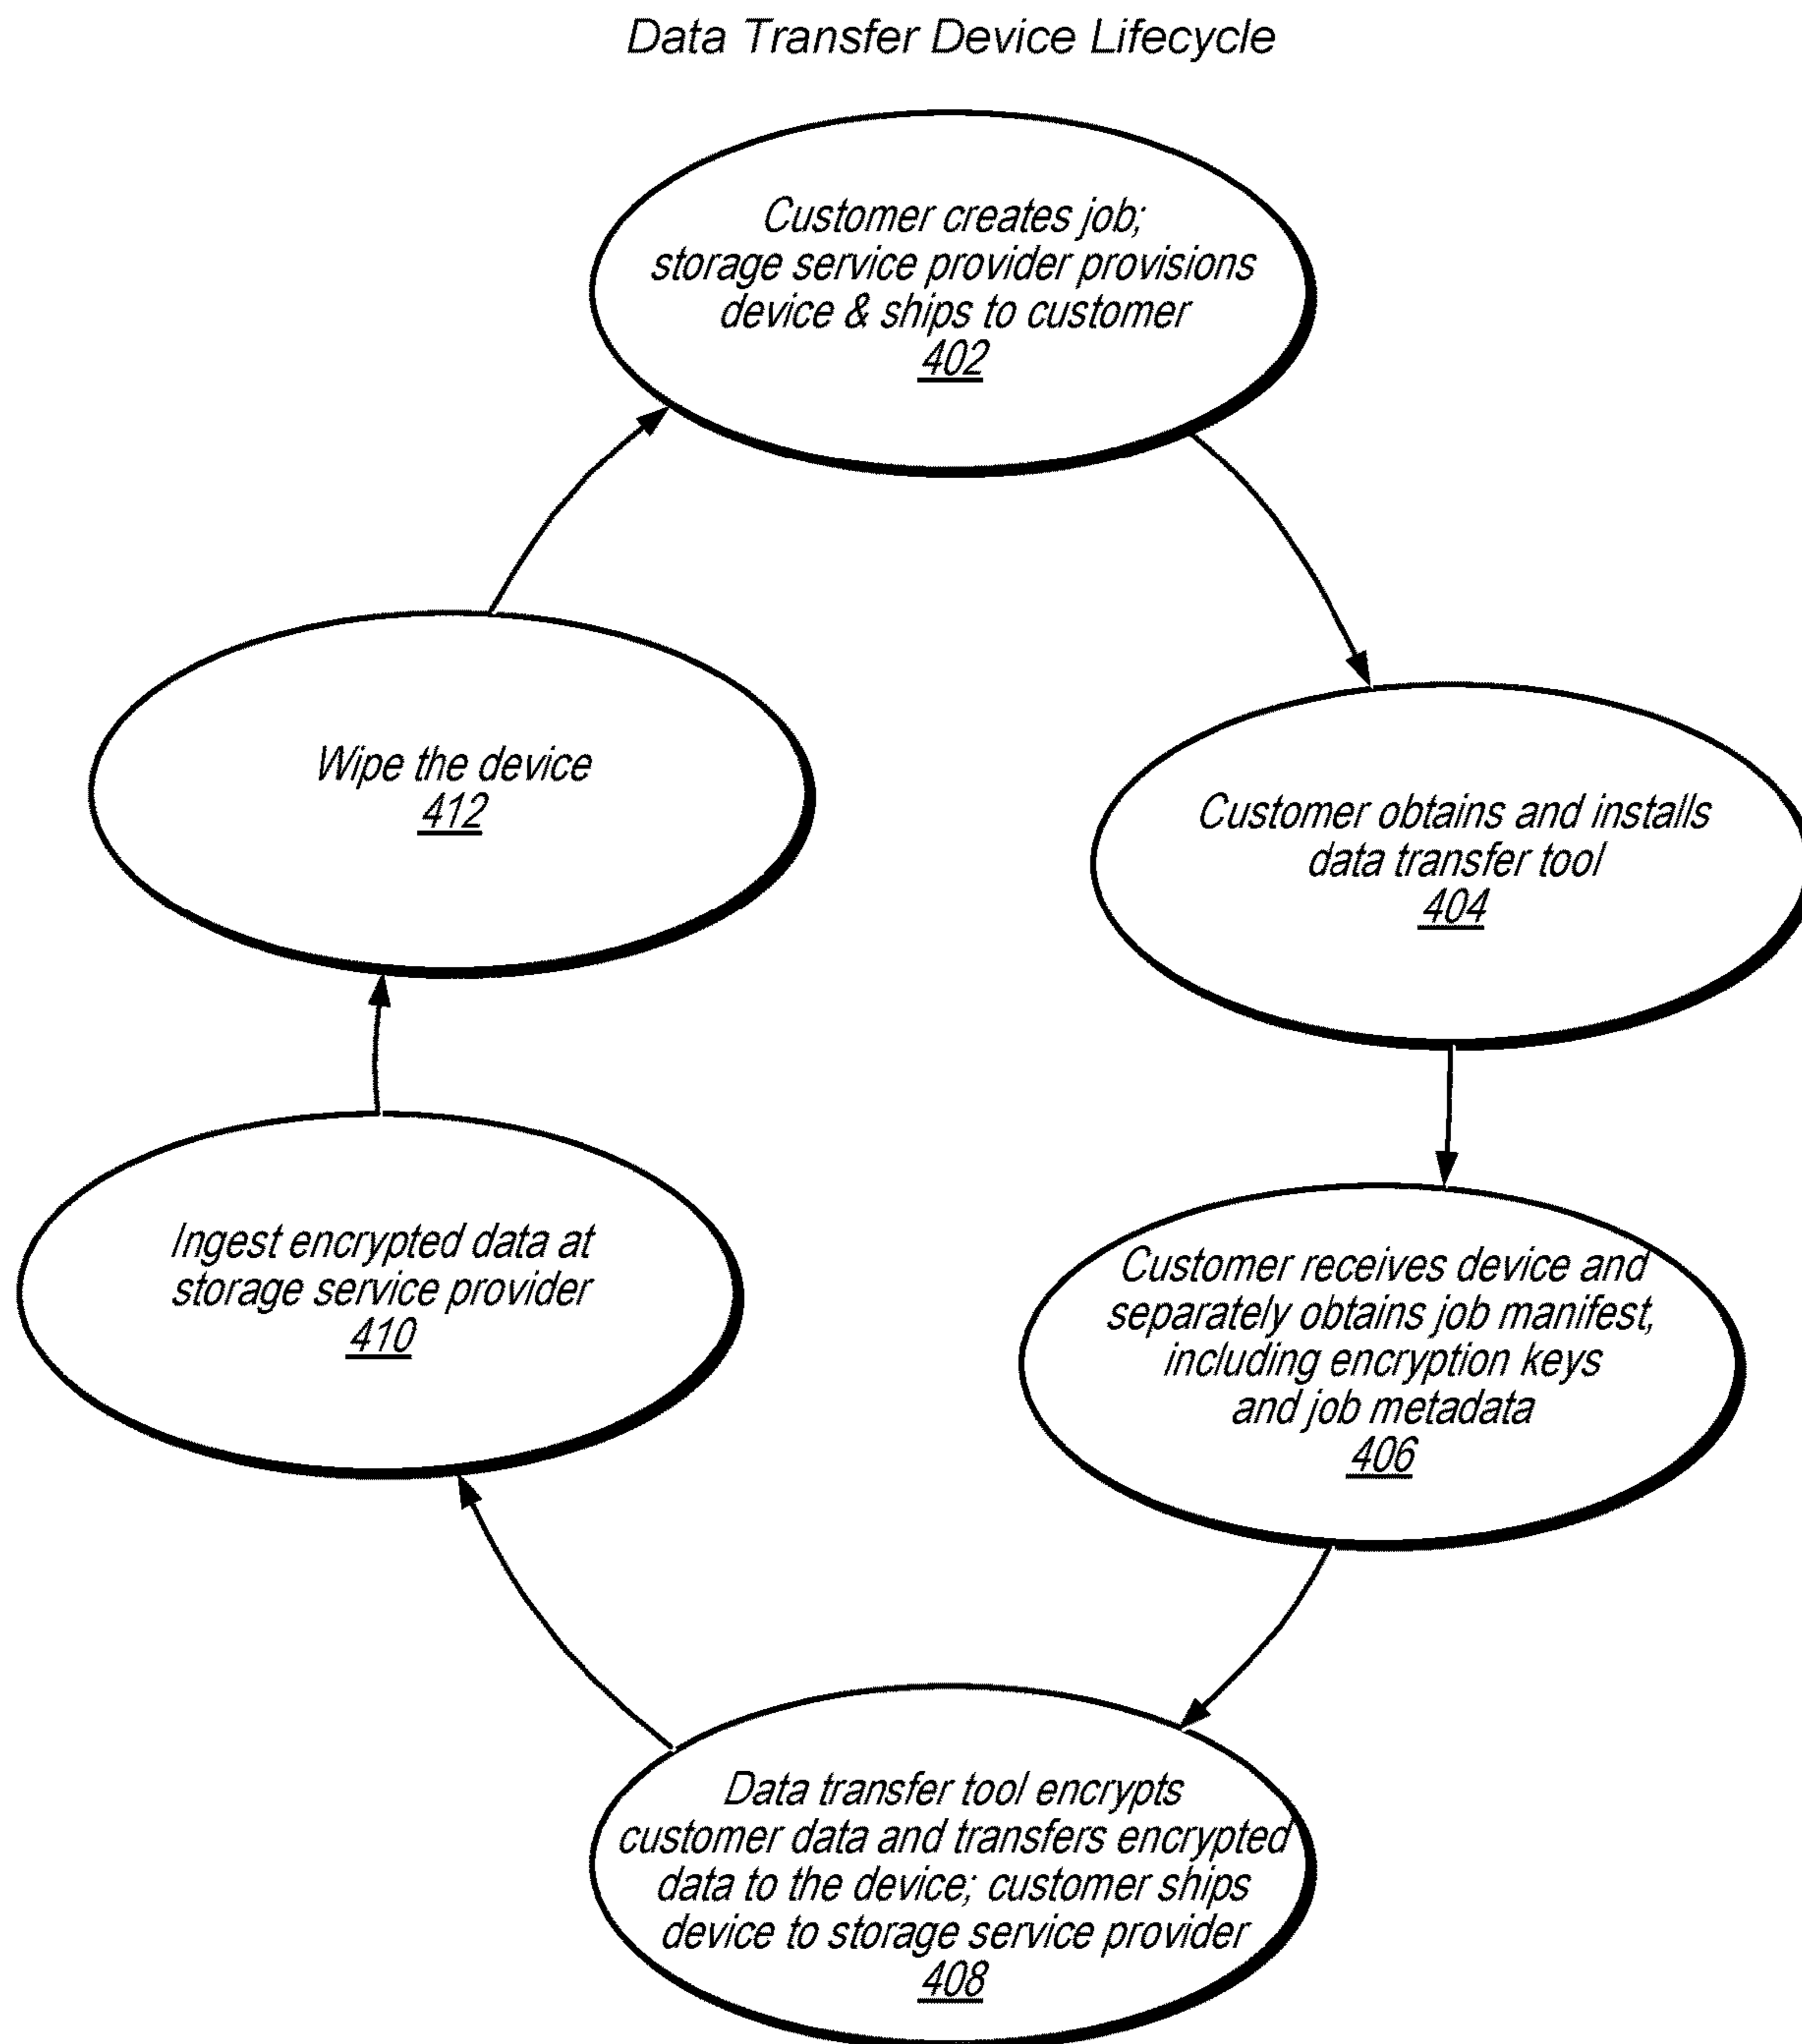 Data Transfer Device Lifecycle
Customer creates job;
storage service provider provisions
device & ships to customer
402
Customer obtains and installs
data transfer tool
404
Customer receives device and
separately obtains job manifest,
including encryption keys
and job metadata
406
Data transfer tool encrypts
customer data and transfers encrypted
data to the device; customer ships
device to storage service provider
408
Ingest encrypted data at
storage service provider
410
Wipe the device
412